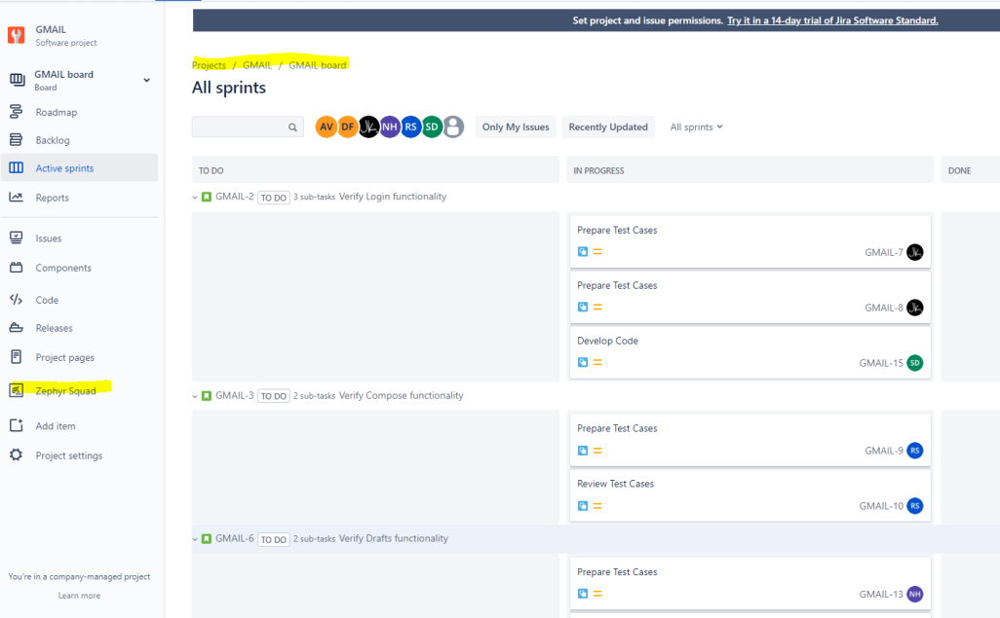 GMAIL
Software project
Set project and issue permissions. Try it in a 14-day trial of Jira Software Standard.
GMAIL board
Board
Roadmap
Backlog
Active sprints
Reports
Issues
Components
Code
Releases
Project pages
Zephyr Squad
Add item
Project settings
You're in a company-managed project
Learn more
Projects / GMAIL / GMAIL board
All sprints
AV DF JL NH RS SD Only My Issues Recently Updated All sprints
TO DO IN PROGRESS DONE
GMAIL-2 TO DO 3 sub-tasks Verify Login functionality
Prepare Test Cases
GMAIL-7
Prepare Test Cases
GMAIL-8
Develop Code
GMAIL-15 SD
GMAIL-3 TO DO 2 sub-tasks Verify Compose functionality
Prepare Test Cases
GMAIL-9 RS
Review Test Cases
GMAIL-10 RS
GMAIL-6 TO DO 2 sub-tasks Verify Drafts functionality
Prepare Test Cases
GMAIL-13 NH